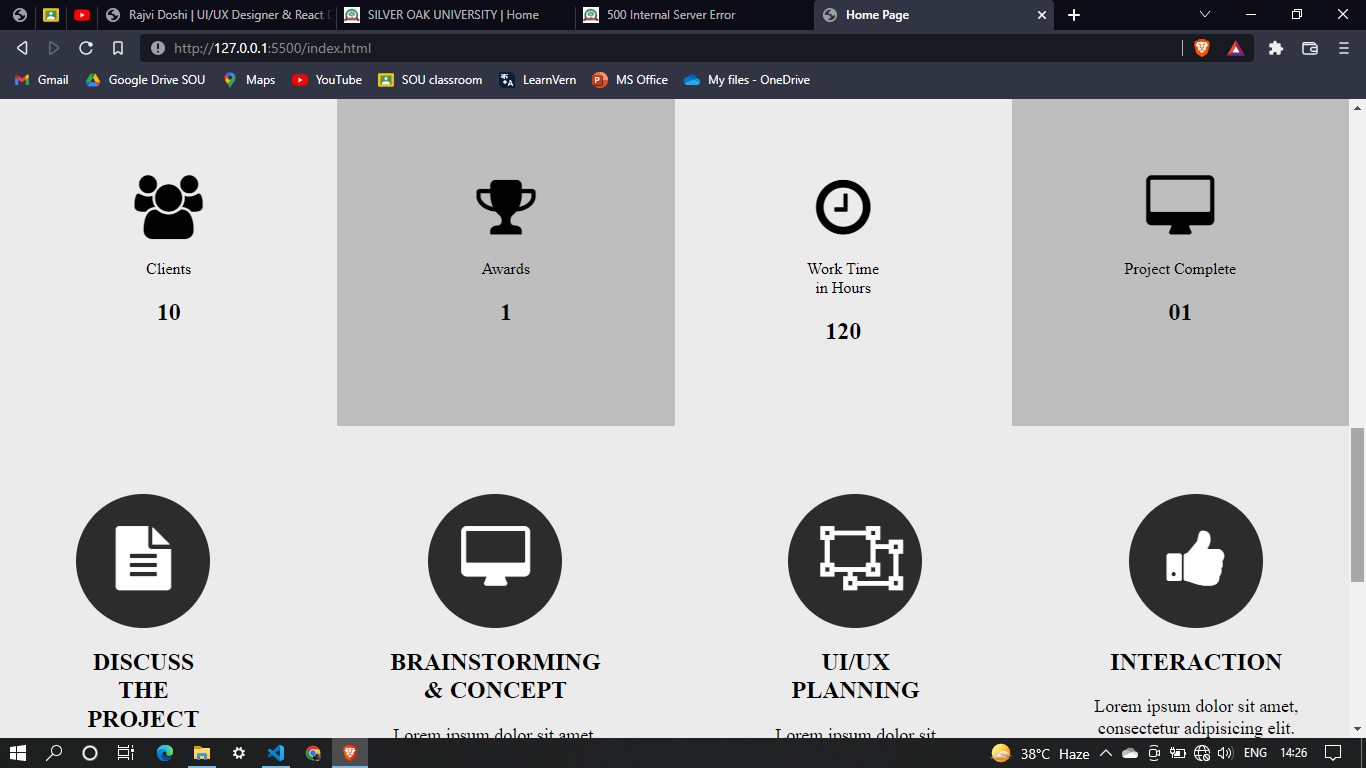 Rajvi Doshi | UI/UX Designer & React D
SILVER OAK UNIVERSITY | Home
500 Internal Server Error
Home Page
http://127.0.0.1:5500/index.html
Gmail
Google Drive SOU
Maps
YouTube
SOU classroom
LearnVern
MS Office
My files - OneDrive
Clients
10
Awards
1
Work Time
in Hours
120
Project Complete
01
DISCUSS
THE
PROJECT
BRAINSTORMING
& CONCEPT
Lorem ipsum dolor sit amet,
UI/UX
PLANNING
Lorem ipsum dolor sit
INTERACTION
Lorem ipsum dolor sit amet,
consectetur adipisicing elit.
38°C Haze
ENG
14:26